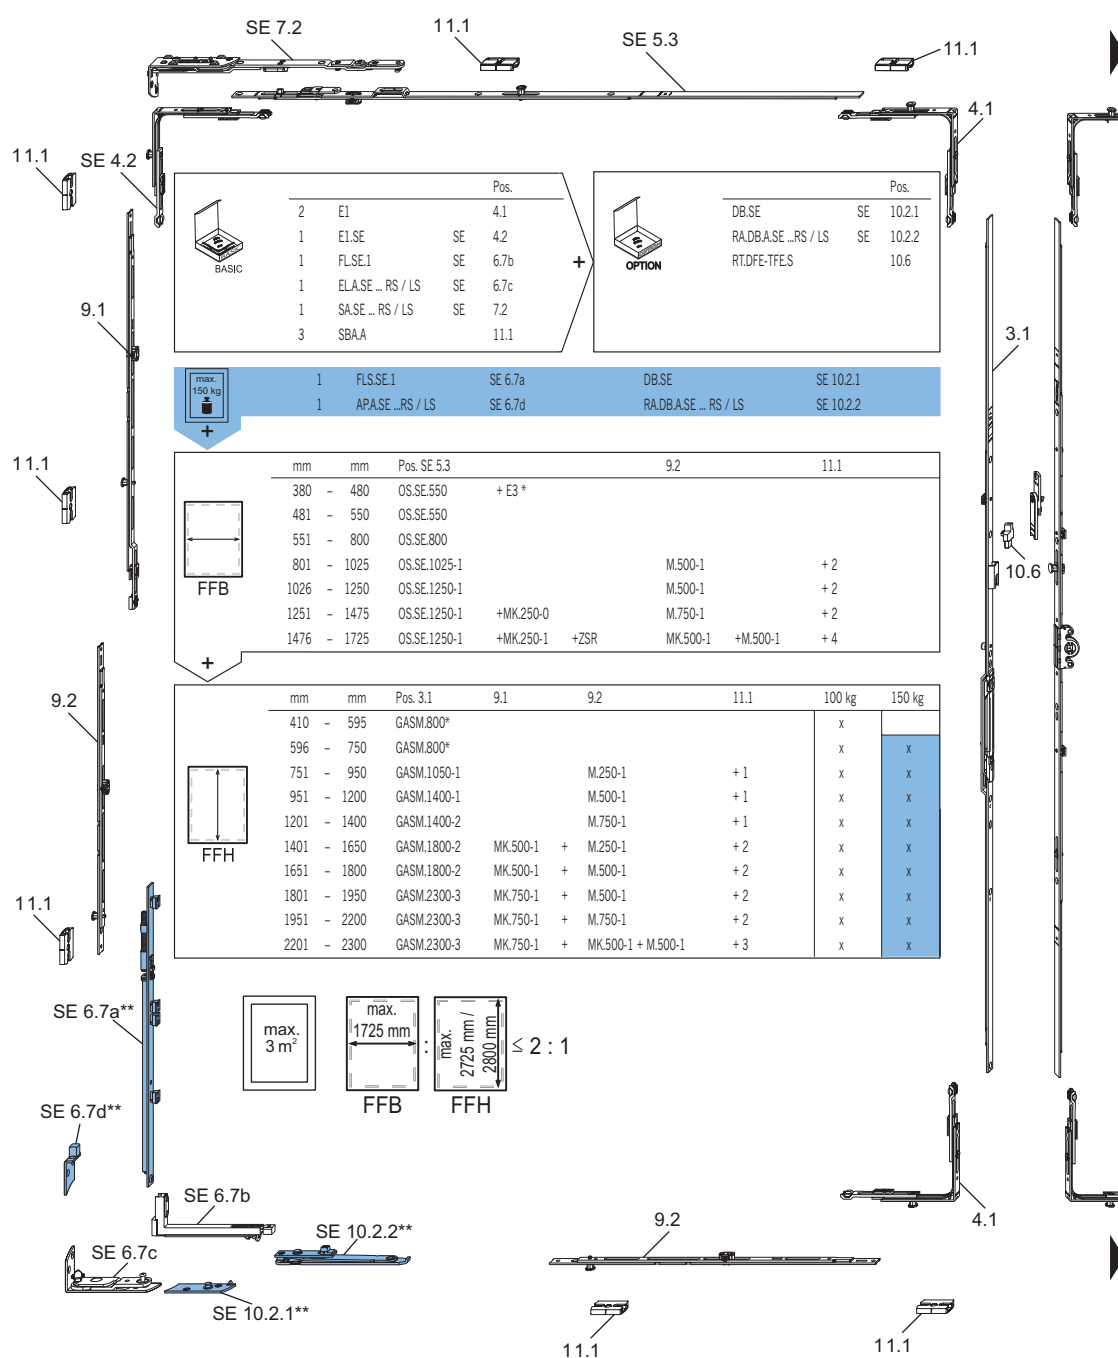 SE 7.2
11.1
SE 5.3
11.1
4.1
11.1
SE 4.2
Pos.
2 E1 4.1
1 E1.SE SE 4.2
1 FL.SE.1 SE 6.7b
1 EL.A.SE ... RS / LS SE 6.7c
1 SA.SE ... RS / LS SE 7.2
3 SBA.A 11.1
BASIC
+
Pos.
DB.SE SE 10.2.1
RA.DB.A.SE ...RS / LS SE 10.2.2
RT.DFE-TFE.S 10.6
OPTION
9.1
3.1
max.
150 kg
1 FLS.SE.1 SE 6.7a DB.SE SE 10.2.1
1 AP.A.SE ...RS / LS SE 6.7d RA.DB.A.SE ... RS / LS SE 10.2.2
+
11.1
mm mm Pos. SE 5.3 9.2 11.1
380 – 480 OS.SE.550 + E3 *
481 – 550 OS.SE.550
551 – 800 OS.SE.800
801 – 1025 OS.SE.1025-1 M.500-1 + 2
1026 – 1250 OS.SE.1250-1 M.500-1 + 2
1251 – 1475 OS.SE.1250-1 +MK.250-0 M.750-1 + 2
1476 – 1725 OS.SE.1250-1 +MK.250-1 +ZSR MK.500-1 +M.500-1 + 4
FFB
+
10.6
9.2
mm mm Pos. 3.1 9.1 9.2 11.1 100 kg 150 kg
410 – 595 GASM.800* x
596 – 750 GASM.800* x x
751 – 950 GASM.1050-1 M.250-1 + 1 x x
951 – 1200 GASM.1400-1 M.500-1 + 1 x x
1201 – 1400 GASM.1400-2 M.750-1 + 1 x x
1401 – 1650 GASM.1800-2 MK.500-1 + M.250-1 + 2 x x
1651 – 1800 GASM.1800-2 MK.500-1 + M.500-1 + 2 x x
1801 – 1950 GASM.2300-3 MK.750-1 + M.500-1 + 2 x x
1951 – 2200 GASM.2300-3 MK.750-1 + M.750-1 + 2 x x
2201 – 2300 GASM.2300-3 MK.750-1 + MK.500-1 + M.500-1 + 3 x x
FFH
11.1
SE 6.7a**
max.
3 m²
max.
1725 mm
FFB
:
max.
2725 mm /
2800 mm
FFH
≤ 2 : 1
SE 6.7d**
SE 6.7b
4.1
9.2
SE 10.2.2**
SE 6.7c
SE 10.2.1**
11.1
11.1